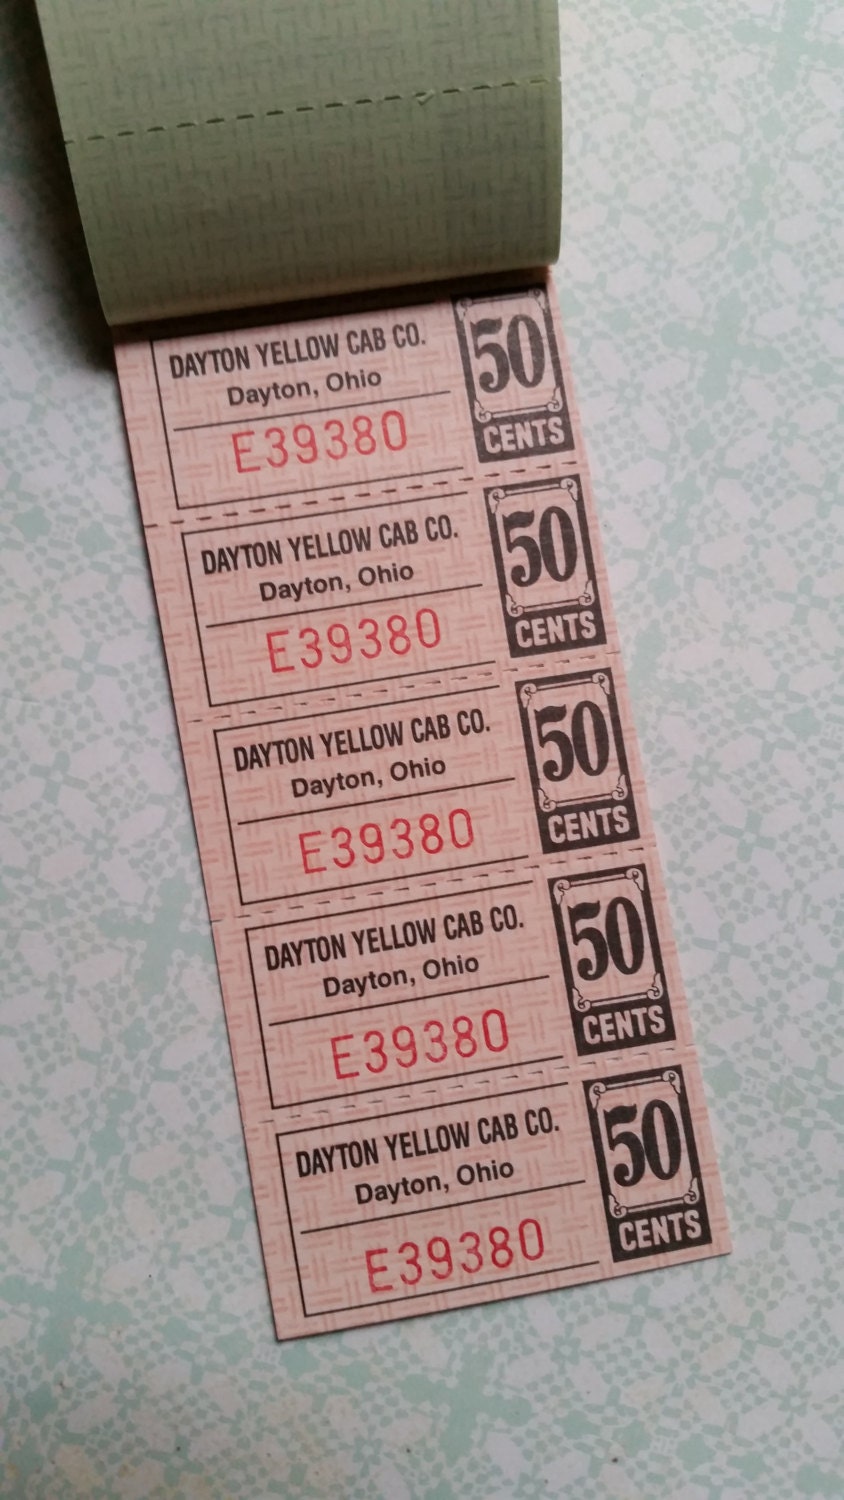 DAYTON YELLOW CAB CO.
Dayton, Ohio
E39380
50
CENTS
DAYTON YELLOW CAB CO.
Dayton, Ohio
E39380
50
CENTS
DAYTON YELLOW CAB CO.
Dayton, Ohio
E39380
50
CENTS
DAYTON YELLOW CAB CO.
Dayton, Ohio
E39380
50
CENTS
DAYTON YELLOW CAB CO.
Dayton, Ohio
E39380
50
CENTS